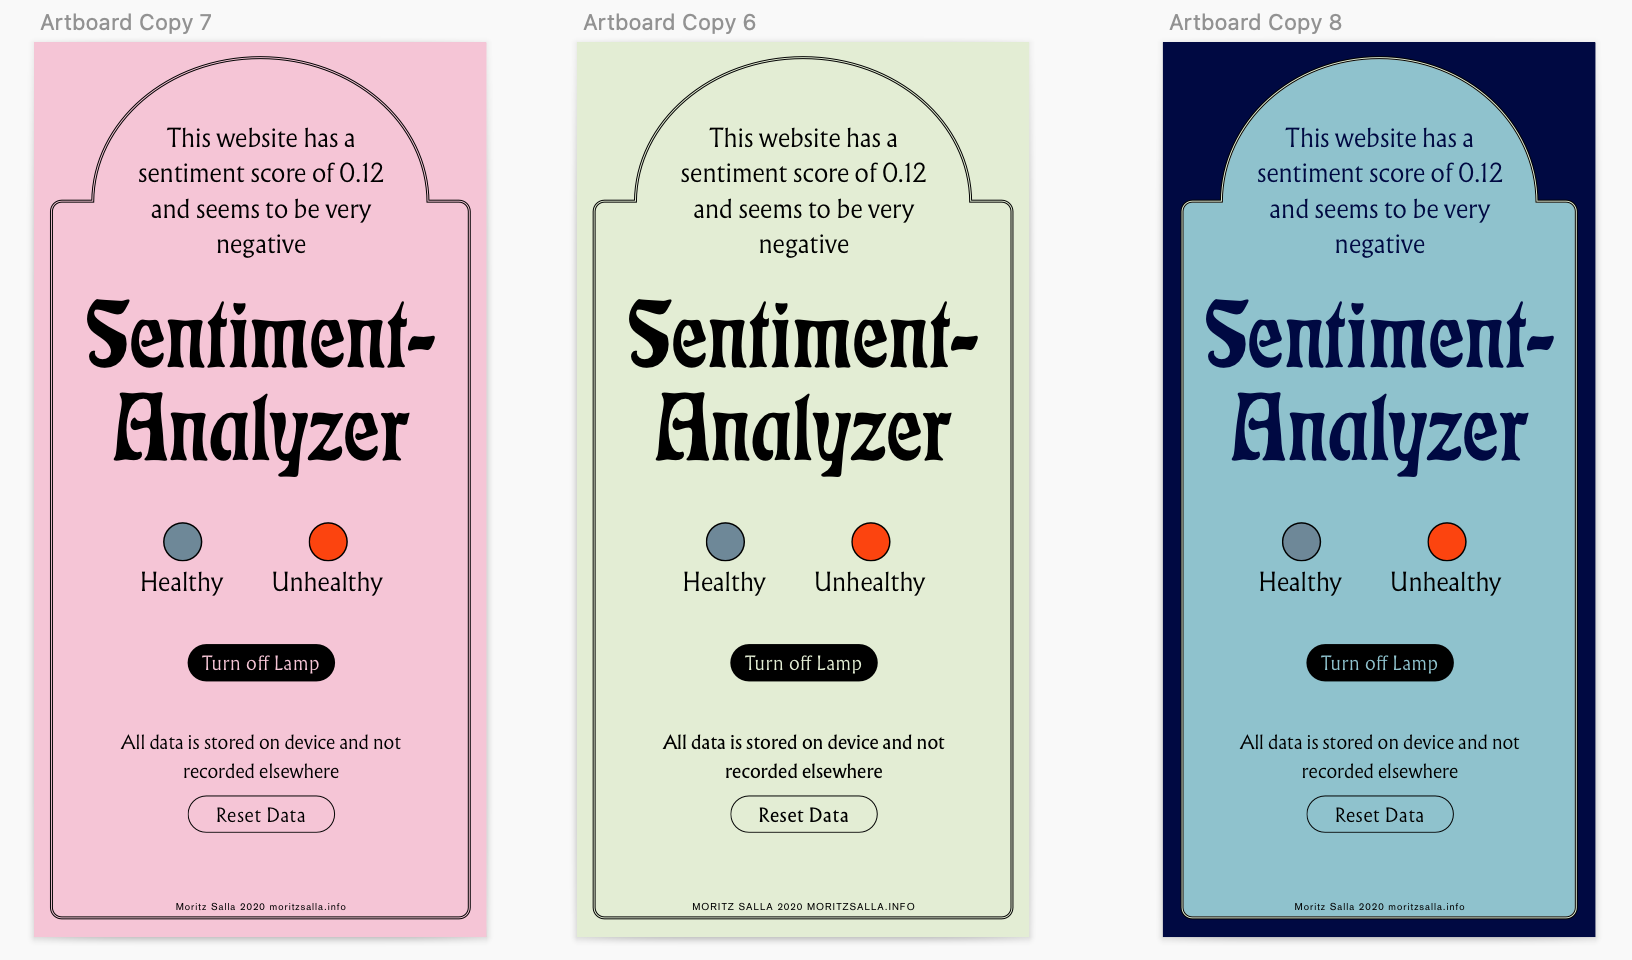 Artboard Copy 7
This website has a
sentiment score of 0.12
and seems to be very
negative
Sentiment-
Analyzer
Healthy
Unhealthy
Turn off Lamp
All data is stored on device and not
recorded elsewhere
Reset Data
Moritz Salla 2020 moritzsalla.info
Artboard Copy 6
This website has a
sentiment score of 0.12
and seems to be very
negative
Sentiment-
Analyzer
Healthy
Unhealthy
Turn off Lamp
All data is stored on device and not
recorded elsewhere
Reset Data
MORITZ SALLA 2020 MORITZSALLA.INFO
Artboard Copy 8
This website has a
sentiment score of 0.12
and seems to be very
negative
Sentiment-
Analyzer
Healthy
Unhealthy
Turn off Lamp
All data is stored on device and not
recorded elsewhere
Reset Data
Moritz Salla 2020 moritzsalla.info